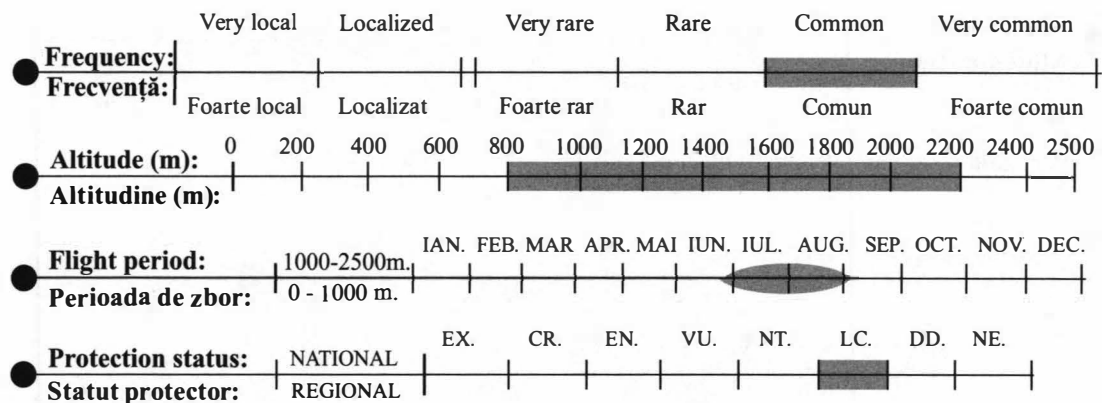 Very local Localized Very rare Rare Common Very common
Frequency:
Frecvență:
Foarte local Localizat Foarte rar Rar Comun Foarte comun
Altitude (m): 0 200 400 600 800 1000 1200 1400 1600 1800 2000 2200 2400 2500
Altitudine (m):
IAN. FEB. MAR APR. MAI IUN. IUL. AUG. SEP. OCT. NOV. DEC.
Flight period: 1000-2500m.
Perioada de zbor: 0 - 1000 m.
EX. CR. EN. VU. NT. LC. DD. NE.
Protection status: NATIONAL
Statut protector: REGIONAL